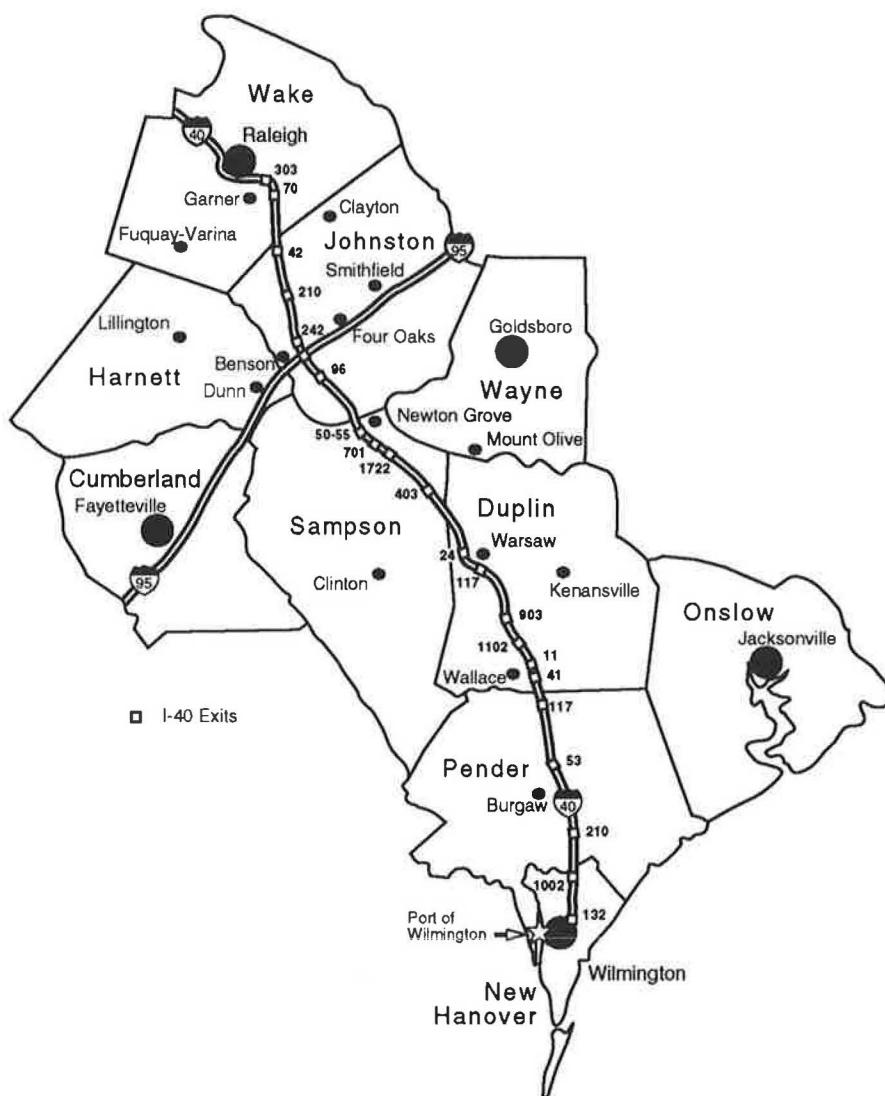 Wake
40
Raleigh
303
70
Garner
Clayton
Fuquay-Varina
Johnston
95
42
Smithfield
210
Lillington
242
Four Oaks
Goldsboro
Benson
Harnett
96
Dunn
Wayne
Newton Grove
50-55
701
Mount Olive
1722
Cumberland
403
Fayetteville
Duplin
Sampson
Warsaw
24
95
Clinton
117
Kenansville
903
Onslow
1102
11
Jacksonville
Wallace
41
I-40 Exits
117
53
Pender
Burgaw
40
210
1002
132
Port of
Wilmington
Wilmington
New
Hanover